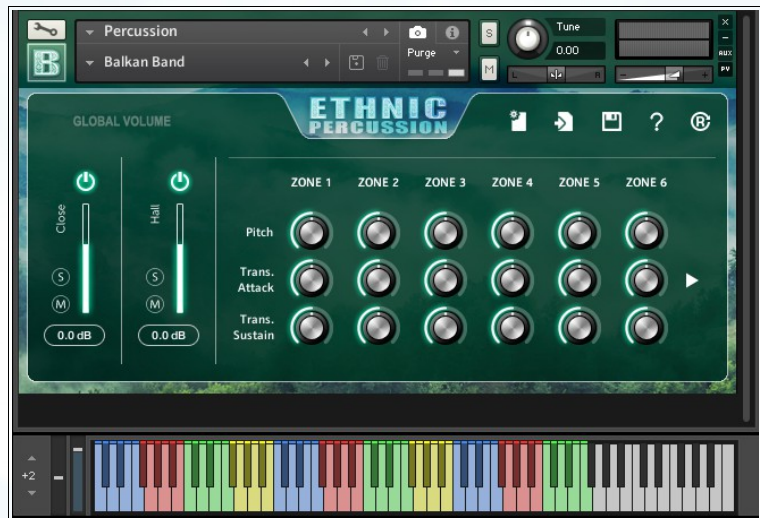 Percussion
S
Tune
0.00
x
-
AUX
PV
B
Balkan Band
Purge
M
L
R
-
+
GLOBAL VOLUME
ETHNIC
PERCUSSION
?
R
ZONE 1 ZONE 2 ZONE 3 ZONE 4 ZONE 5 ZONE 6
Close
Hall
Pitch
S
S
Trans.
Attack
M
M
Trans.
Sustain
0.0 dB
0.0 dB
+2